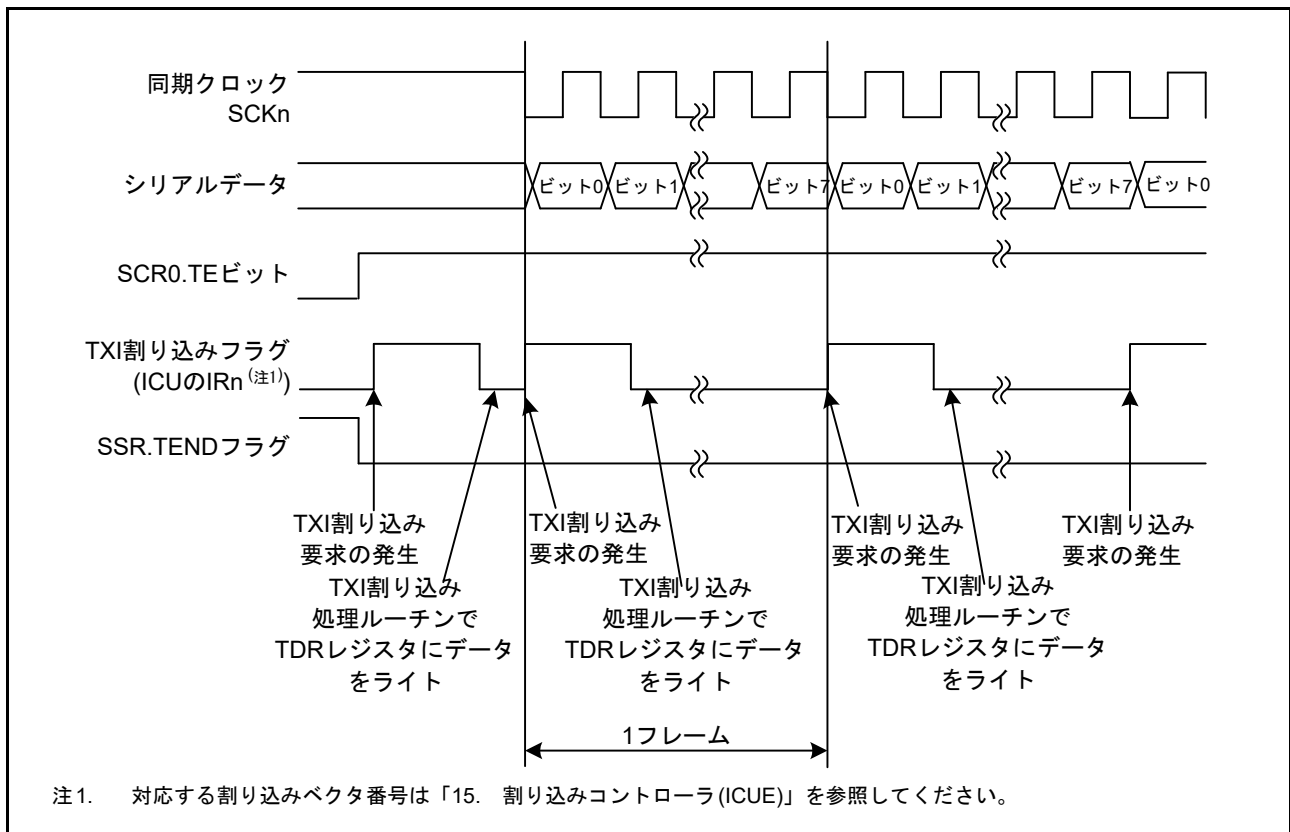 同期クロック
SCKn
シリアルデータ
ビット0 ビット1 ビット7 ビット0 ビット1 ビット7 ビット0
SCR0.TEビット
TXI割り込みフラグ
(ICUのIRn (注1))
SSR.TENDフラグ
TXI割り込み
要求の発生
TXI割り込み
処理ルーチンで
TDRレジスタにデータ
をライト
TXI割り込み
要求の発生
TXI割り込み
処理ルーチンで
TDRレジスタにデータ
をライト
TXI割り込み
要求の発生
TXI割り込み
処理ルーチンで
TDRレジスタにデータ
をライト
TXI割り込み
要求の発生
1フレーム
注1. 対応する割り込みベクタ番号は「15. 割り込みコントローラ(ICUE)」を参照してください。